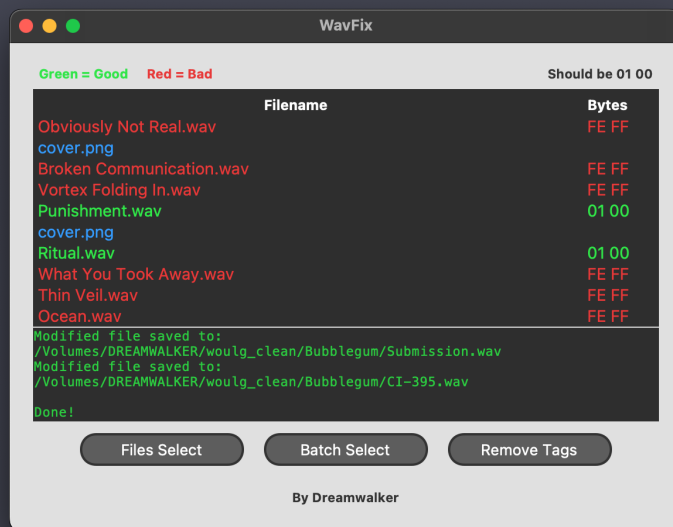 WavFix
Green = Good Red = Bad Should be 01 00
Filename Bytes
Obviously Not Real.wav FE FF
cover.png
Broken Communication.wav FE FF
Vortex Folding In.wav FE FF
Punishment.wav 01 00
cover.png
Ritual.wav 01 00
What You Took Away.wav FE FF
Thin Veil.wav FE FF
Ocean.wav FE FF
Modified file saved to:
/Volumes/DREAMWALKER/woulg_clean/Bubblegum/Submission.wav
Modified file saved to:
/Volumes/DREAMWALKER/woulg_clean/Bubblegum/CI-395.wav
Done!
Files Select Batch Select Remove Tags
By Dreamwalker